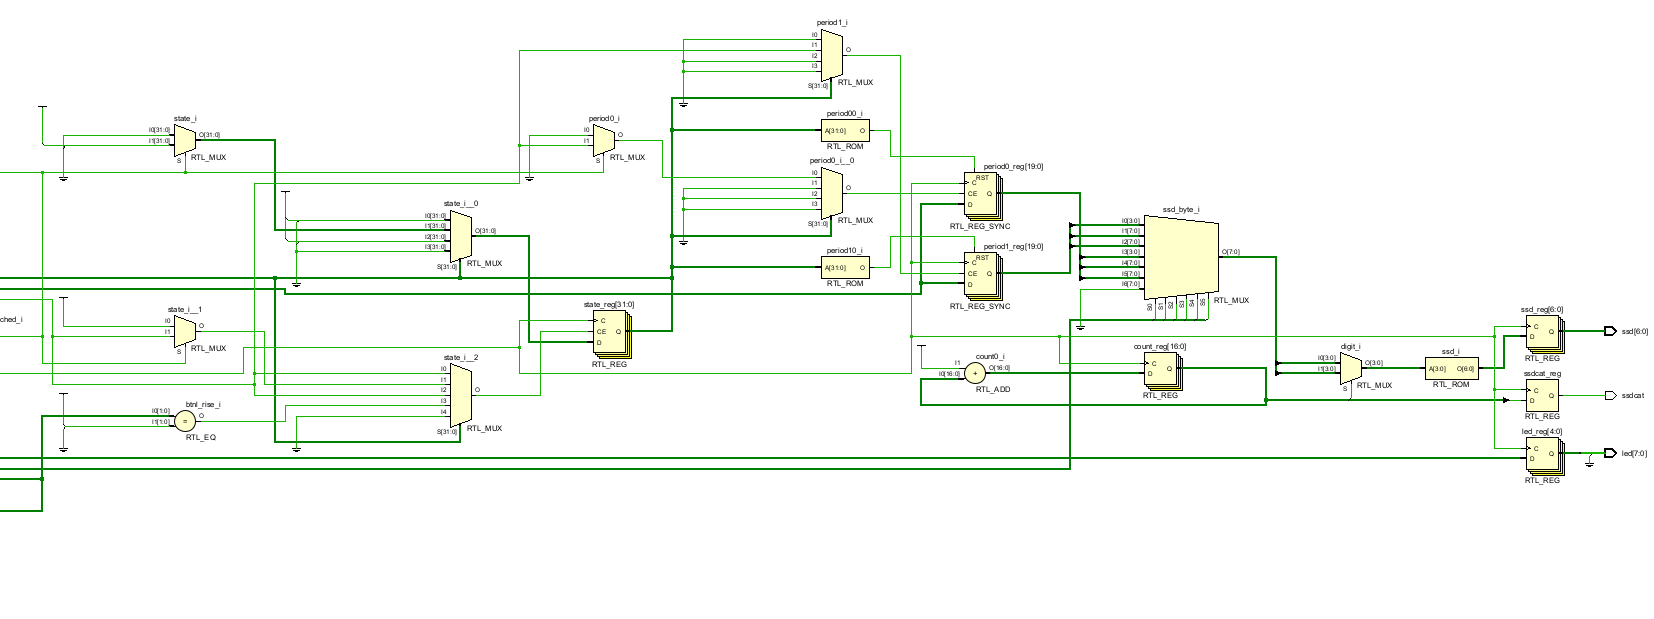 period1_i
I0
I1
I2
I3
S[31:0]
O
RTL_MUX
state_i
I0[31:0]
I1[31:0]
S
O[31:0]
RTL_MUX
period0_i
I0
I1
S
O
RTL_MUX
period00_i
A[31:0]
O
RTL_ROM
period0_i__0
I0
I1
I2
I3
S[31:0]
O
RTL_MUX
period0_reg[19:0]
RST
C
CE
D
Q
RTL_REG_SYNC
state_i__0
I0[31:0]
I1[31:0]
I2[31:0]
I3[31:0]
S[31:0]
O[31:0]
RTL_MUX
period10_i
A[31:0]
O
RTL_ROM
period1_reg[19:0]
RST
C
CE
D
Q
RTL_REG_SYNC
ssd_byte_i
I0[3:0]
I1[7:0]
I2[7:0]
I3[3:0]
I4[7:0]
I5[7:0]
I6[7:0]
S0
S1
S2
S3
S4
S5
O[7:0]
RTL_MUX
ched_i
state_i__1
I0
I1
S
O
RTL_MUX
state_reg[31:0]
C
CE
D
Q
RTL_REG
state_i__2
I0
I1
I2
I3
I4
S[31:0]
O
RTL_MUX
btnl_rise_i
I0[1:0]
I1[1:0]
=
O
RTL_EQ
count0_i
I1
I0[16:0]
+
O[16:0]
RTL_ADD
count_reg[16:0]
C
D
Q
RTL_REG
digit_i
I0[3:0]
I1[3:0]
S
O[3:0]
RTL_MUX
ssd_i
A[3:0]
O[6:0]
RTL_ROM
ssd_reg[6:0]
C
D
Q
RTL_REG
ssd[6:0]
ssdcat_reg
C
D
Q
RTL_REG
ssdcat
led_reg[4:0]
C
D
Q
RTL_REG
led[7:0]